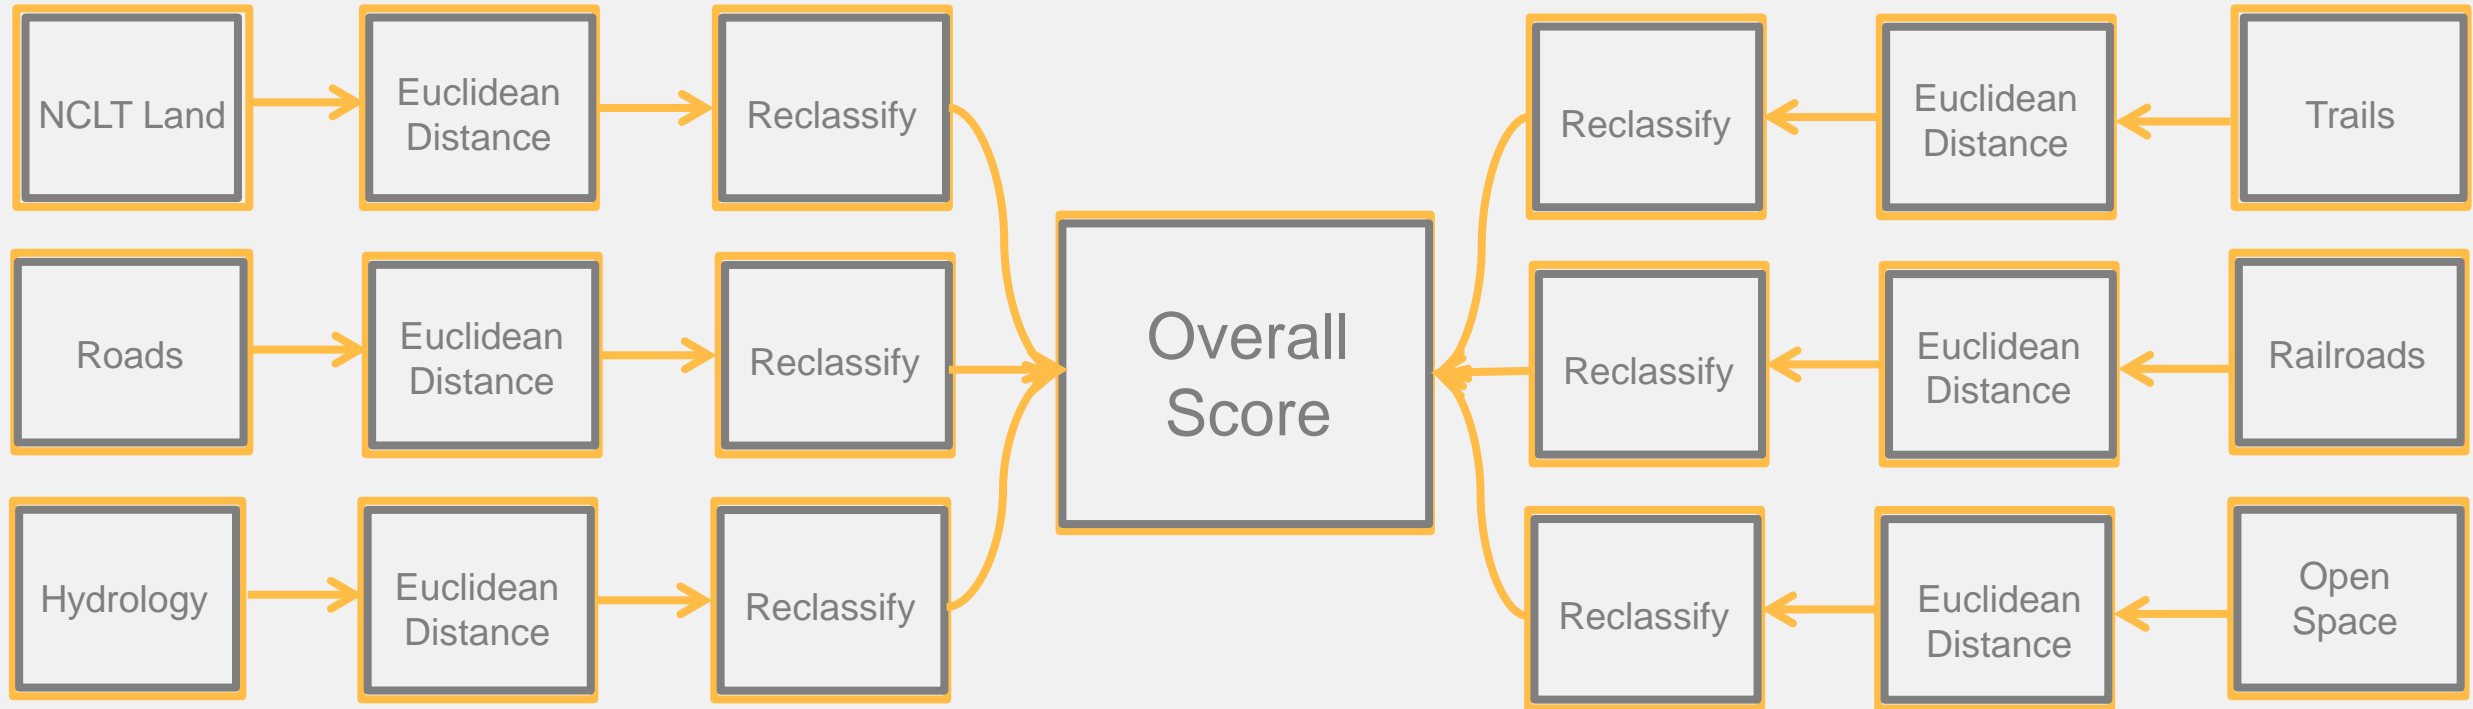 NCLT Land
Euclidean
Distance
Reclassify
Reclassify
Euclidean
Distance
Trails
Roads
Euclidean
Distance
Reclassify
Overall
Score
Reclassify
Euclidean
Distance
Railroads
Hydrology
Euclidean
Distance
Reclassify
Reclassify
Euclidean
Distance
Open
Space